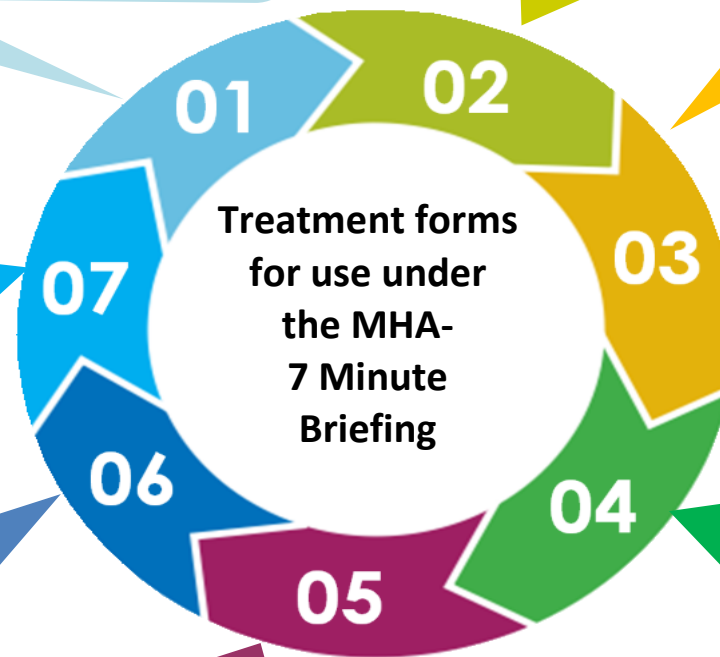 01
02
03
04
05
06
07
Treatment forms
for use under
the MHA-
7 Minute
Briefing